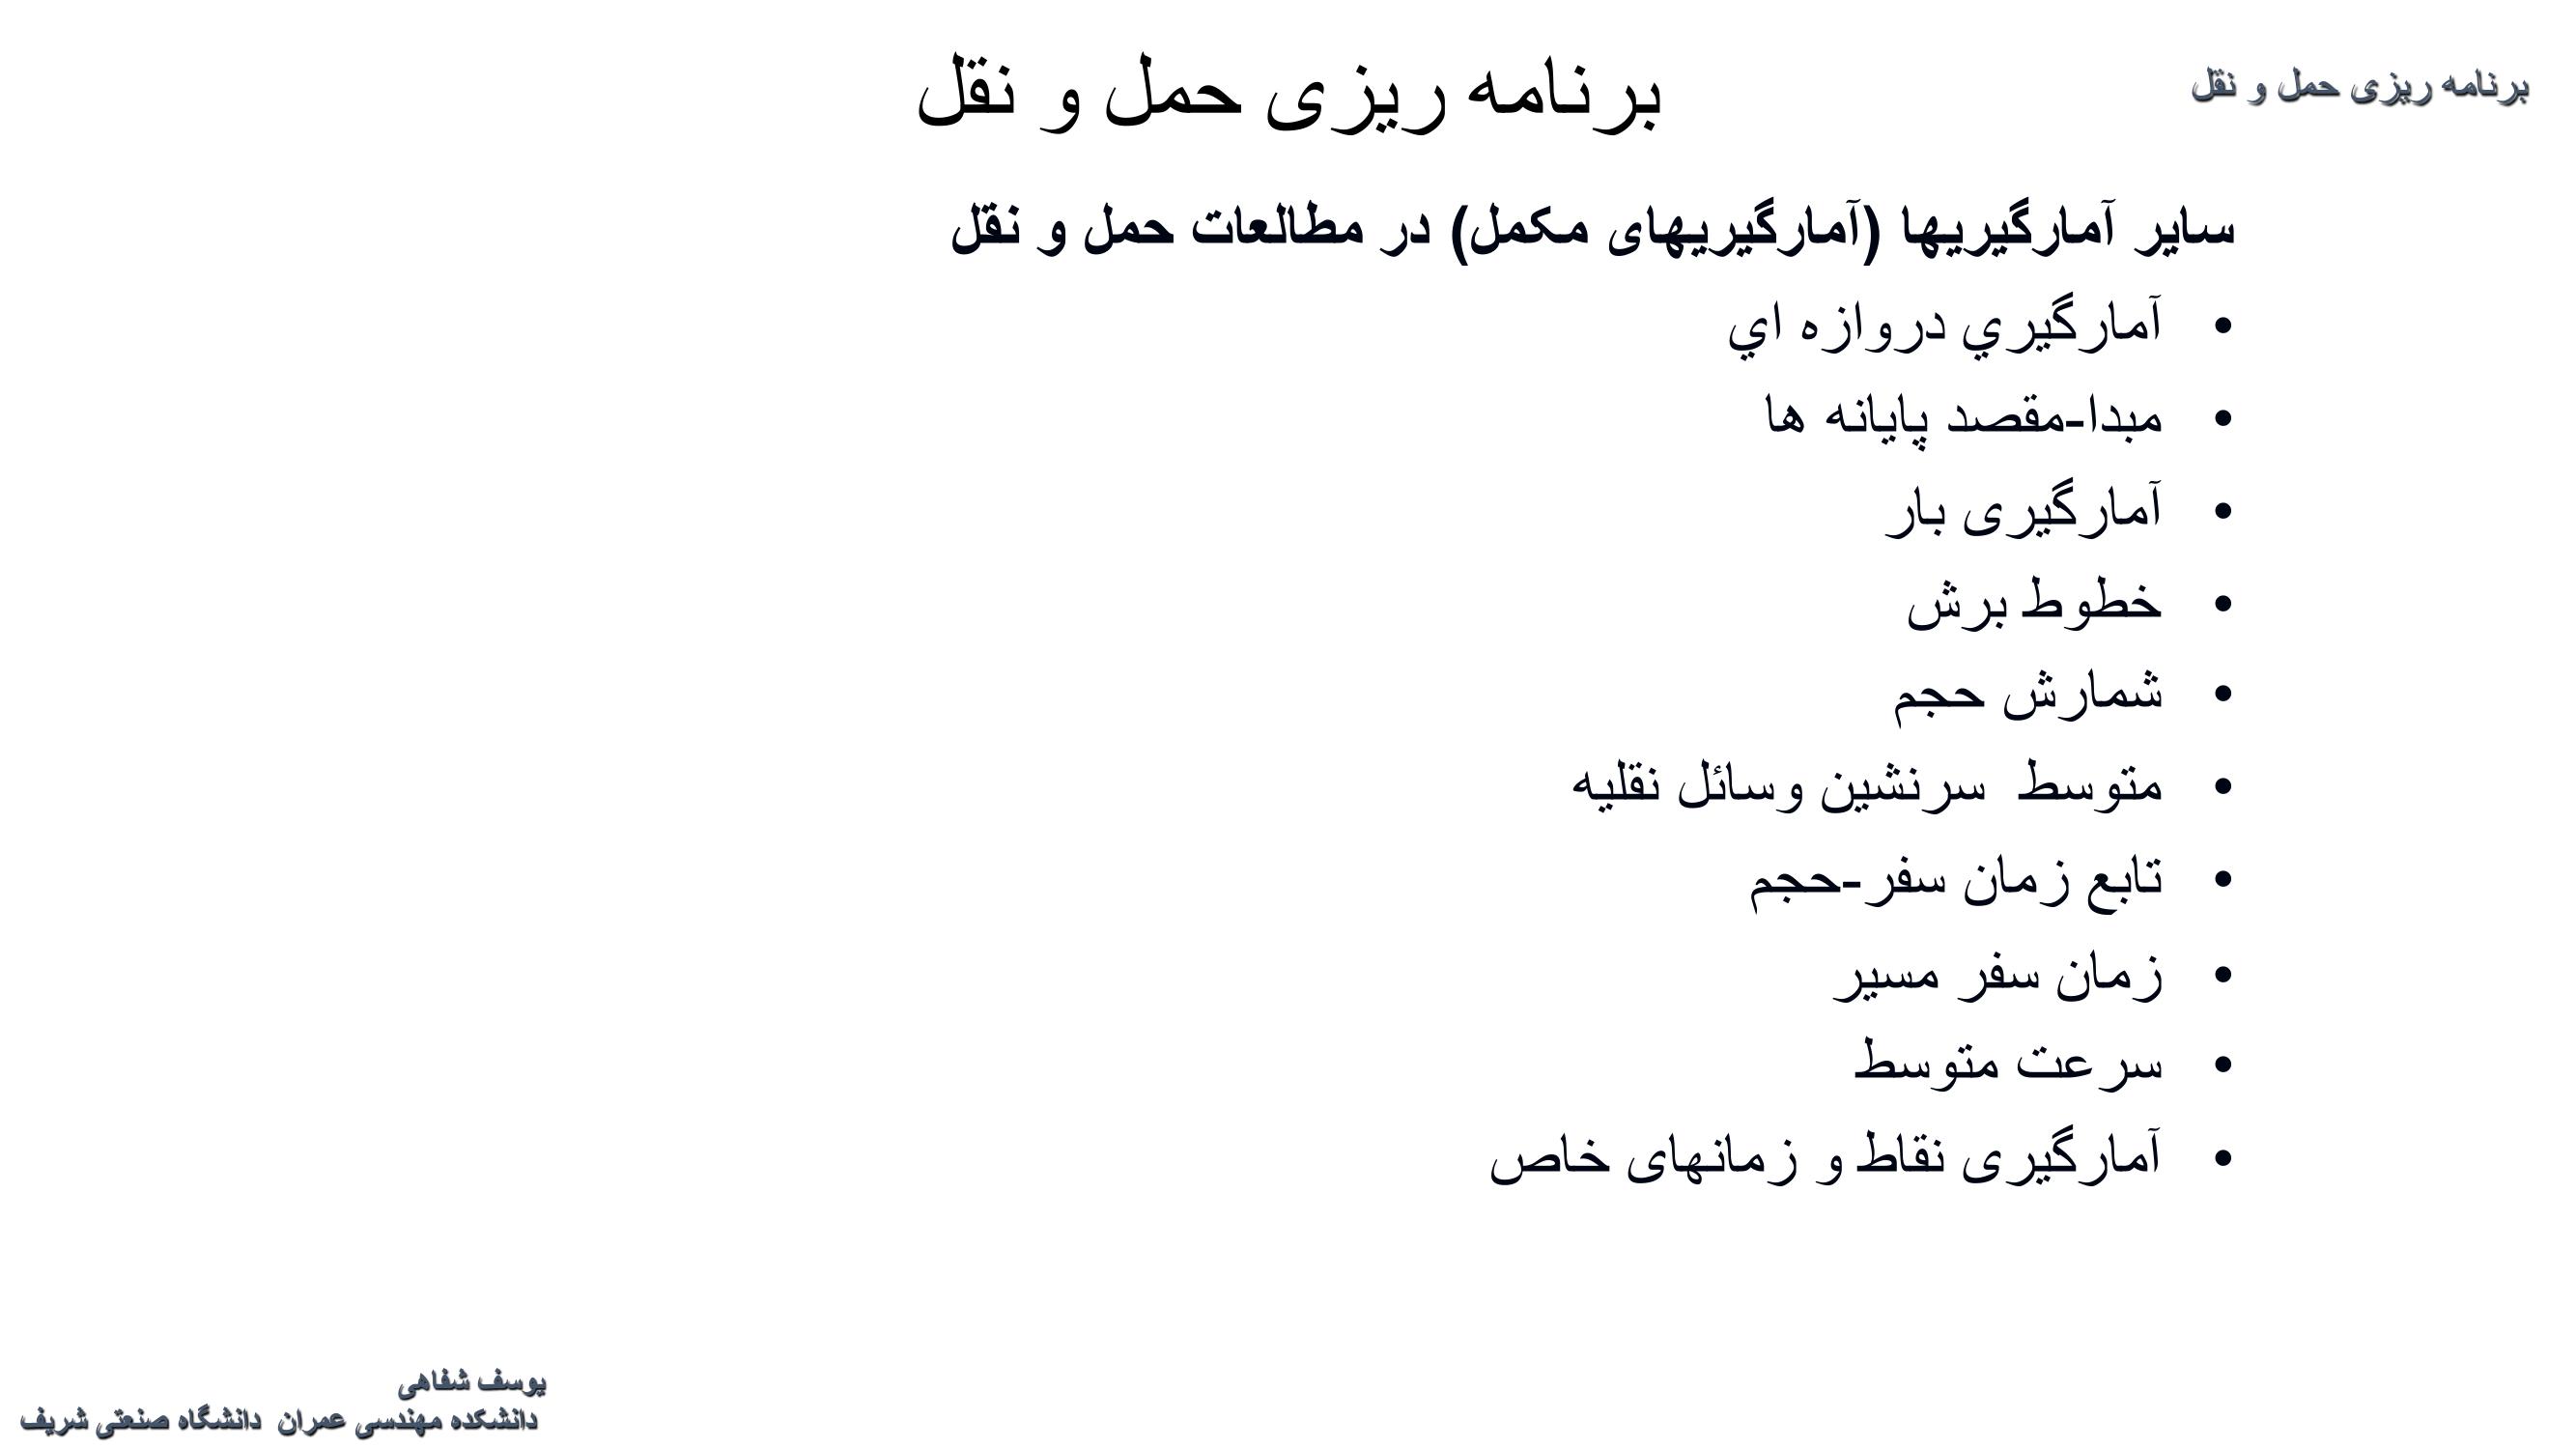 برنامه ریزی حمل و نقل
برنامه ریزی حمل و نقل
سایر آمارگیریها (آمارگیریهای مکمل) در مطالعات حمل و نقل
• آمارگيري دروازه اي
• مبدا-مقصد پایانه ها
• آمارگیری بار
• خطوط برش
• شمارش حجم
• متوسط سرنشین وسائل نقلیه
• تابع زمان سفر-حجم
• زمان سفر مسیر
• سرعت متوسط
• آمارگیری نقاط و زمانهای خاص
یوسف شفاهی
دانشکده مهندسی عمران دانشگاه صنعتی شریف